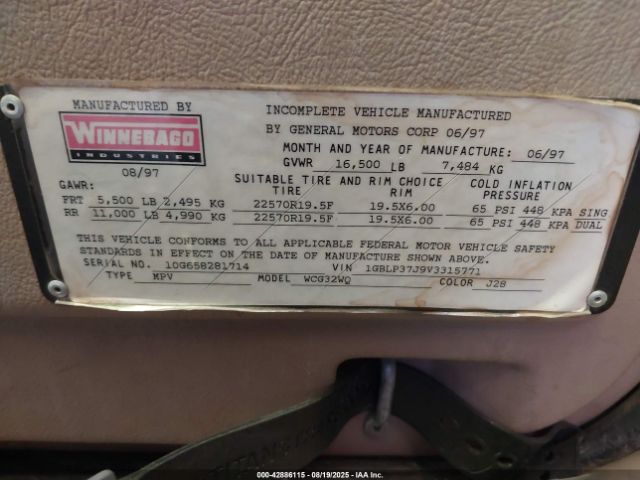 MANUFACTURED BY
WINNEBAGO
INDUSTRIES
08/97
INCOMPLETE VEHICLE MANUFACTURED
BY GENERAL MOTORS CORP 06/97
MONTH AND YEAR OF MANUFACTURE: 06/97
GVWR 16,500 LB 7,484 KG
GAWR: SUITABLE TIRE AND RIM CHOICE COLD INFLATION
TIRE RIM PRESSURE
FRT 5,500 LB 2,495 KG 22570R19.5F 19.5X6.00 65 PSI 448 KPA SING
RR 11,000 LB 4,990 KG 22570R19.5F 19.5X6.00 65 PSI 448 KPA DUAL
THIS VEHICLE CONFORMS TO ALL APPLICABLE FEDERAL MOTOR VEHICLE SAFETY
STANDARDS IN EFFECT ON THE DATE OF MANUFACTURE SHOWN ABOVE.
SERIAL NO. 10G658281714 VIN 1GBLP37J9V3315771
TYPE MPV MODEL WCG32WQ COLOR J28
000-42886115 - 08/19/2025 - IAA Inc.